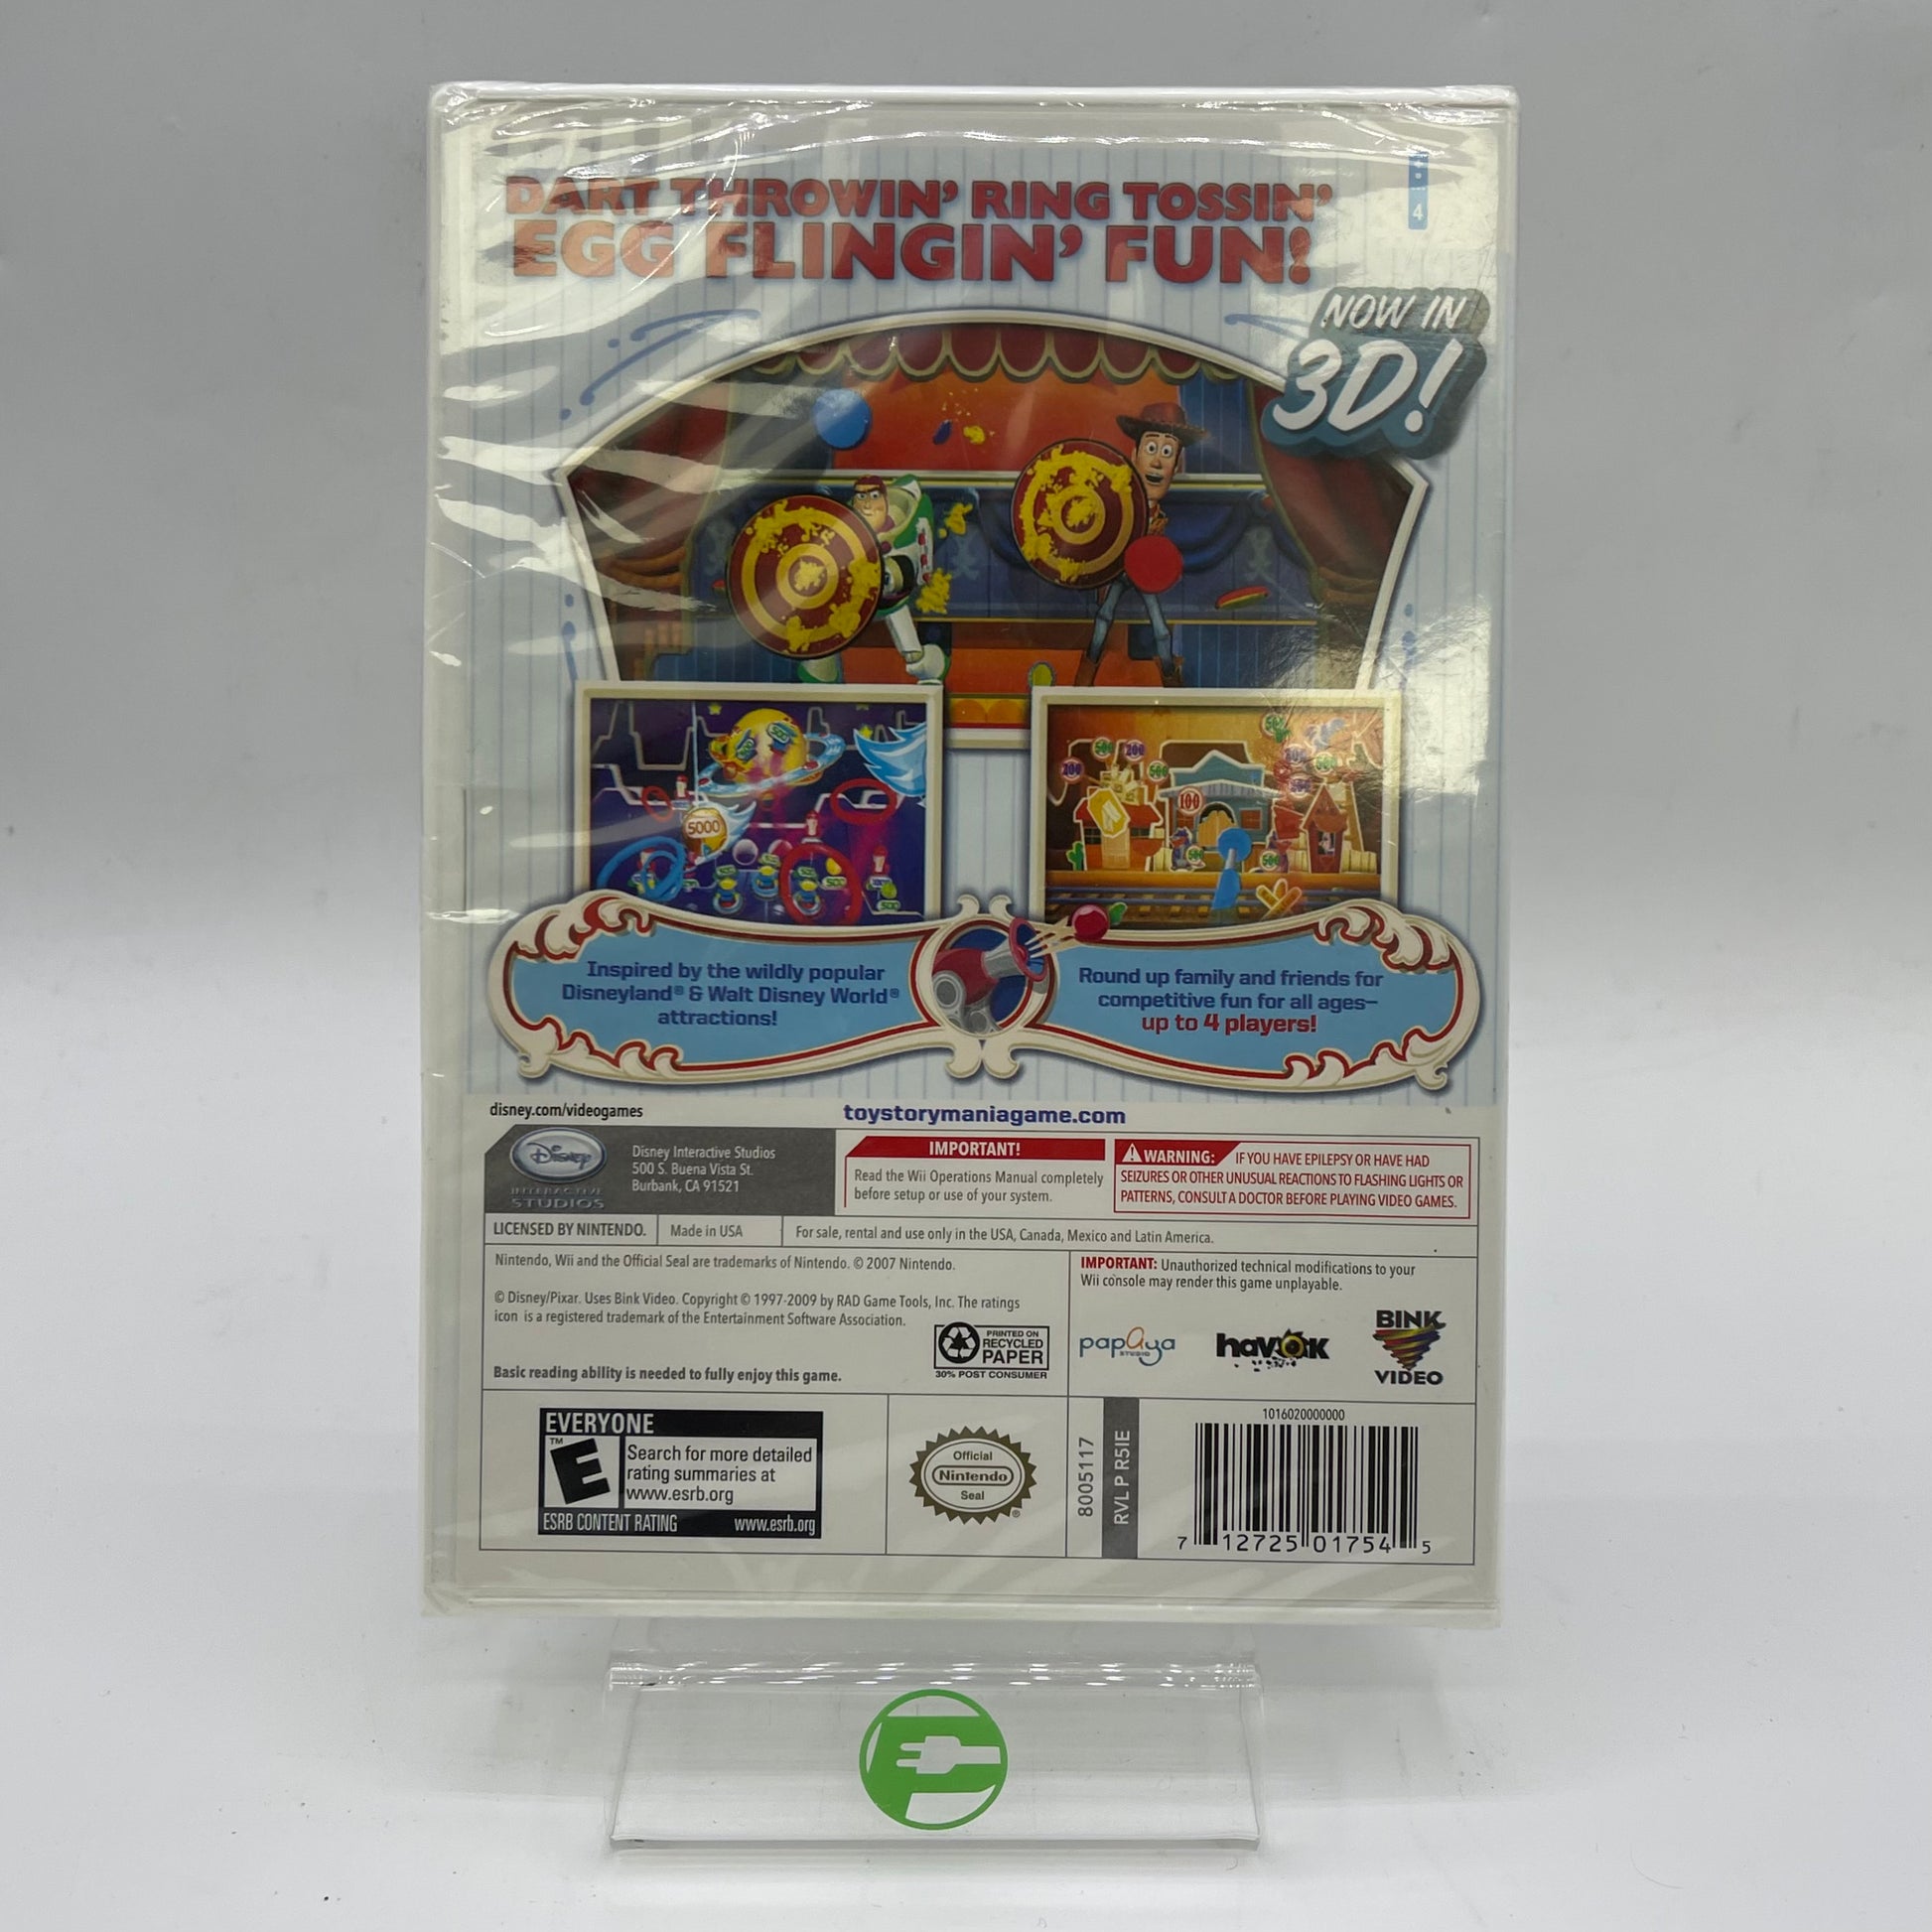 DART THROWIN' RING TOSSIN'
EGG FLINGIN' FUN!
4
NOW IN
3D!
500
5000
500
500
500
500
500
200
200
500
500
100
500
500
Inspired by the wildly popular
Disneyland® & Walt Disney World®
attractions!
Round up family and friends for
competitive fun for all ages—
up to 4 players!
disney.com/videogames
toystorymaniagame.com
Disney
INTERACTIVE
STUDIOS
Disney Interactive Studios
500 S. Buena Vista St.
Burbank, CA 91521
IMPORTANT!
Read the Wii Operations Manual completely
before setup or use of your system.
WARNING: IF YOU HAVE EPILEPSY OR HAVE HAD
SEIZURES OR OTHER UNUSUAL REACTIONS TO FLASHING LIGHTS OR
PATTERNS, CONSULT A DOCTOR BEFORE PLAYING VIDEO GAMES.
LICENSED BY NINTENDO.
Made in USA
For sale, rental and use only in the USA, Canada, Mexico and Latin America.
Nintendo, Wii and the Official Seal are trademarks of Nintendo. © 2007 Nintendo.
© Disney/Pixar. Uses Bink Video. Copyright © 1997-2009 by RAD Game Tools, Inc. The ratings
icon is a registered trademark of the Entertainment Software Association.
PRINTED ON
RECYCLED
PAPER
30% POST CONSUMER
Basic reading ability is needed to fully enjoy this game.
IMPORTANT: Unauthorized technical modifications to your
Wii console may render this game unplayable.
papaya
STUDIO
havok
BINK
VIDEO
EVERYONE
E
TM
Search for more detailed
rating summaries at
www.esrb.org
ESRB CONTENT RATING www.esrb.org
Official
Nintendo
Seal
®
8005117
RVL P R5IE
1016020000000
7 12725 01754 5